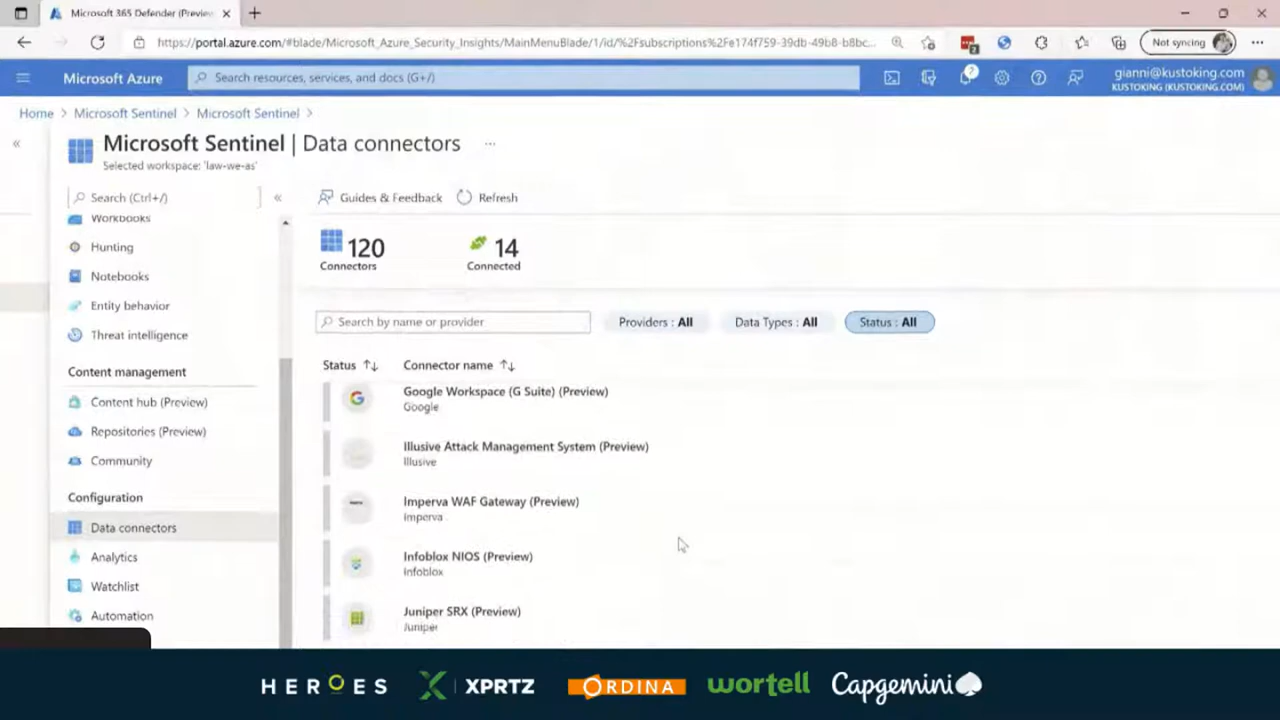 Microsoft 365 Defender (Preview
https://portal.azure.com/#blade/Microsoft_Azure_Security_Insights/MainMenuBlade/1/id/%2Fsubscriptions%2Fe174f759-39db-49b8-b8bc...
Not syncing
Microsoft Azure
Search resources, services, and docs (G+/)
gianni@kustoking.com
KUSTOKING (KUSTOKING.COM)
Home > Microsoft Sentinel > Microsoft Sentinel >
Microsoft Sentinel | Data connectors ...
Selected workspace: 'law-we-as'
Search (Ctrl+/)
Guides & Feedback
Refresh
Workbooks
Hunting
Notebooks
Entity behavior
Threat intelligence
Content management
Content hub (Preview)
Repositories (Preview)
Community
Configuration
Data connectors
Analytics
Watchlist
Automation
120
Connectors
14
Connected
Search by name or provider
Providers : All
Data Types : All
Status : All
Status
Connector name
Google Workspace (G Suite) (Preview)
Google
Illusive Attack Management System (Preview)
Illusive
Imperva WAF Gateway (Preview)
Imperva
Infoblox NIOS (Preview)
Infoblox
Juniper SRX (Preview)
Juniper
HEROES
XPRTZ
ORDINA
wortell
Capgemini